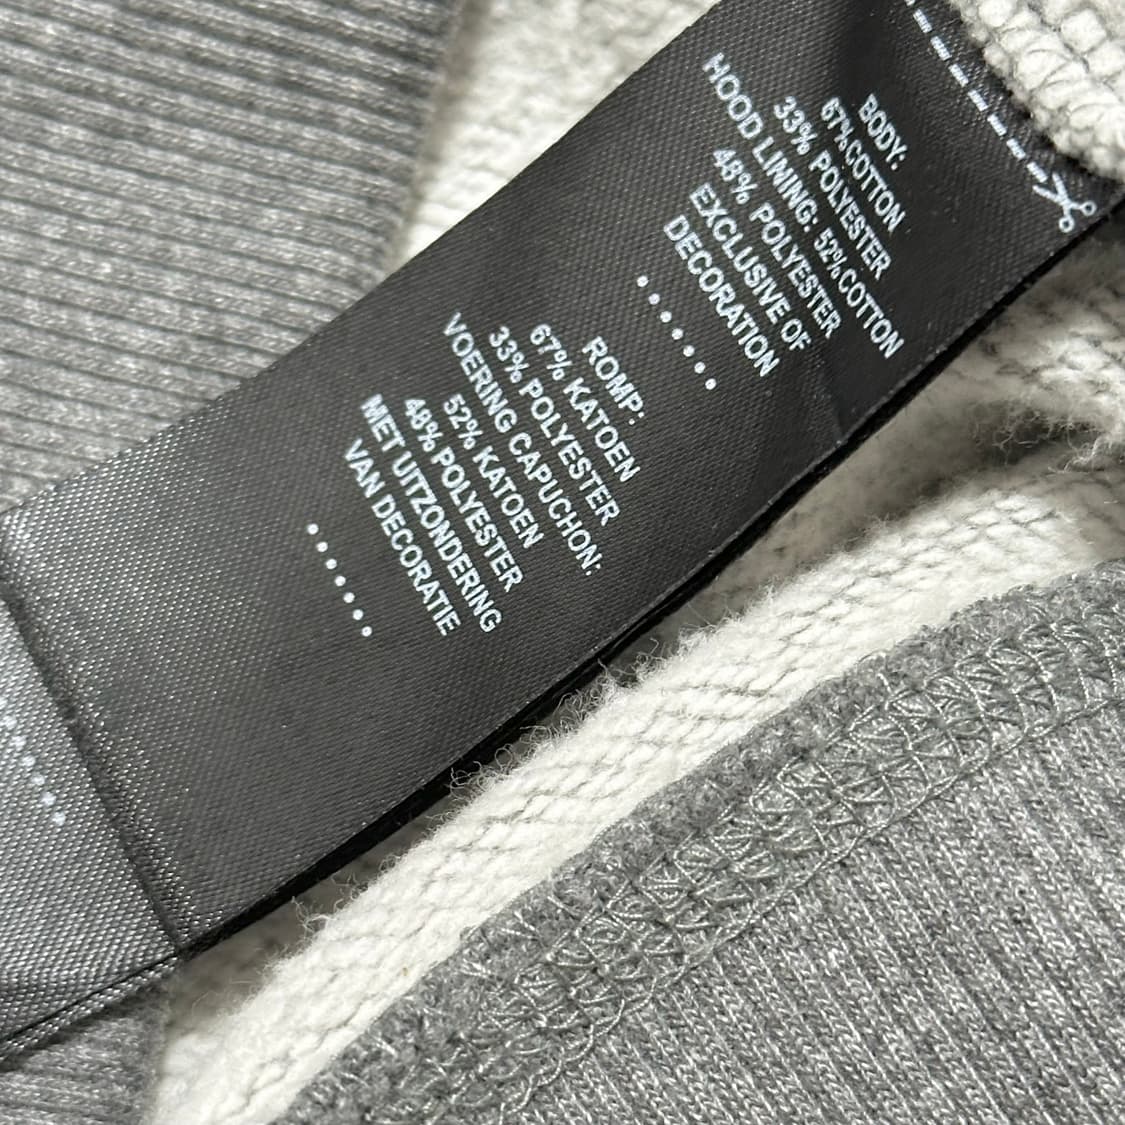 BODY:
67%COTTON
33% POLYESTER
HOOD LINING: 52%COTTON
48% POLYESTER
EXCLUSIVE OF
DECORATION
.......
ROMP:
67% KATOEN
33% POLYESTER
VOERING CAPUCHON:
52% KATOEN
48% POLYESTER
MET UITZONDERING
VAN DECORATIE
.......